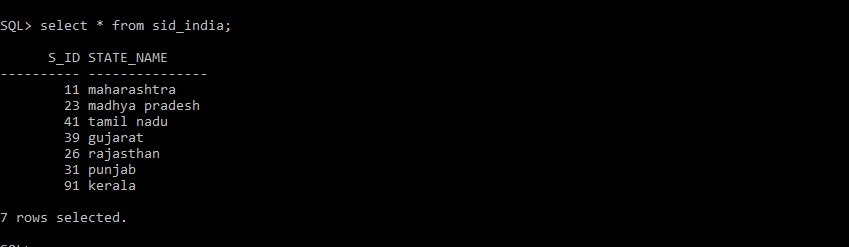 SQL> select * from sid_india;
S_ID STATE_NAME
---------- ---------------
11 maharashtra
23 madhya pradesh
41 tamil nadu
39 gujarat
26 rajasthan
31 punjab
91 kerala
7 rows selected.
SQL>